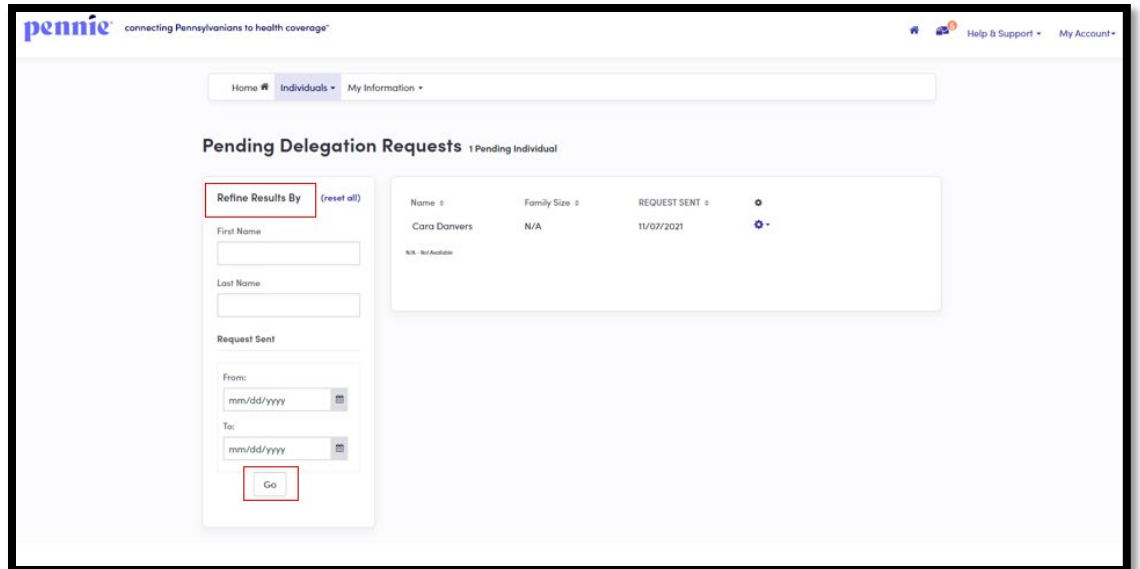 pennie connecting Pennsylvanians to health coverage™
6 Help & Support My Account
Home Individuals My Information
Pending Delegation Requests 1 Pending Individual
Refine Results By (reset all)
First Name
Last Name
Request Sent
From:
mm/dd/yyyy
To:
mm/dd/yyyy
Go
Name Family Size REQUEST SENT
Cara Danvers N/A 11/07/2021
N/A - Not Available